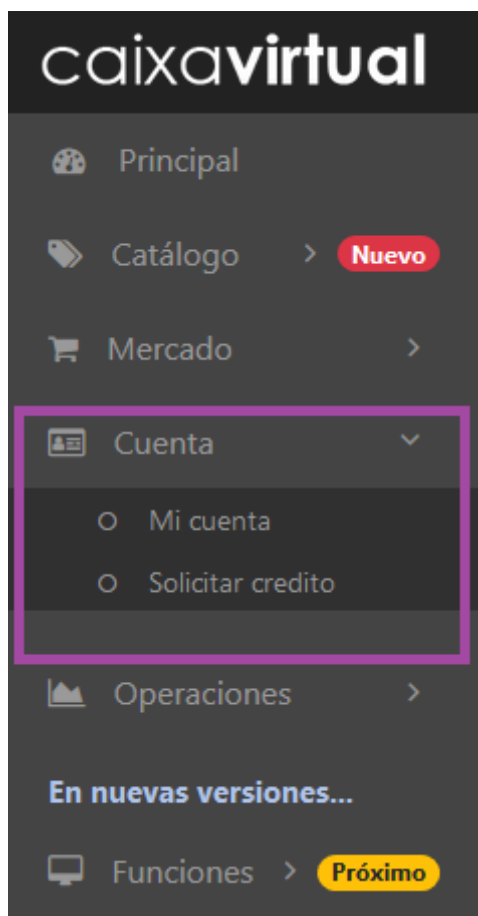 caixavirtual
Principal
Catálogo > Nuevo
Mercado >
Cuenta
Mi cuenta
Solicitar credito
Operaciones >
En nuevas versiones...
Funciones > Próximo